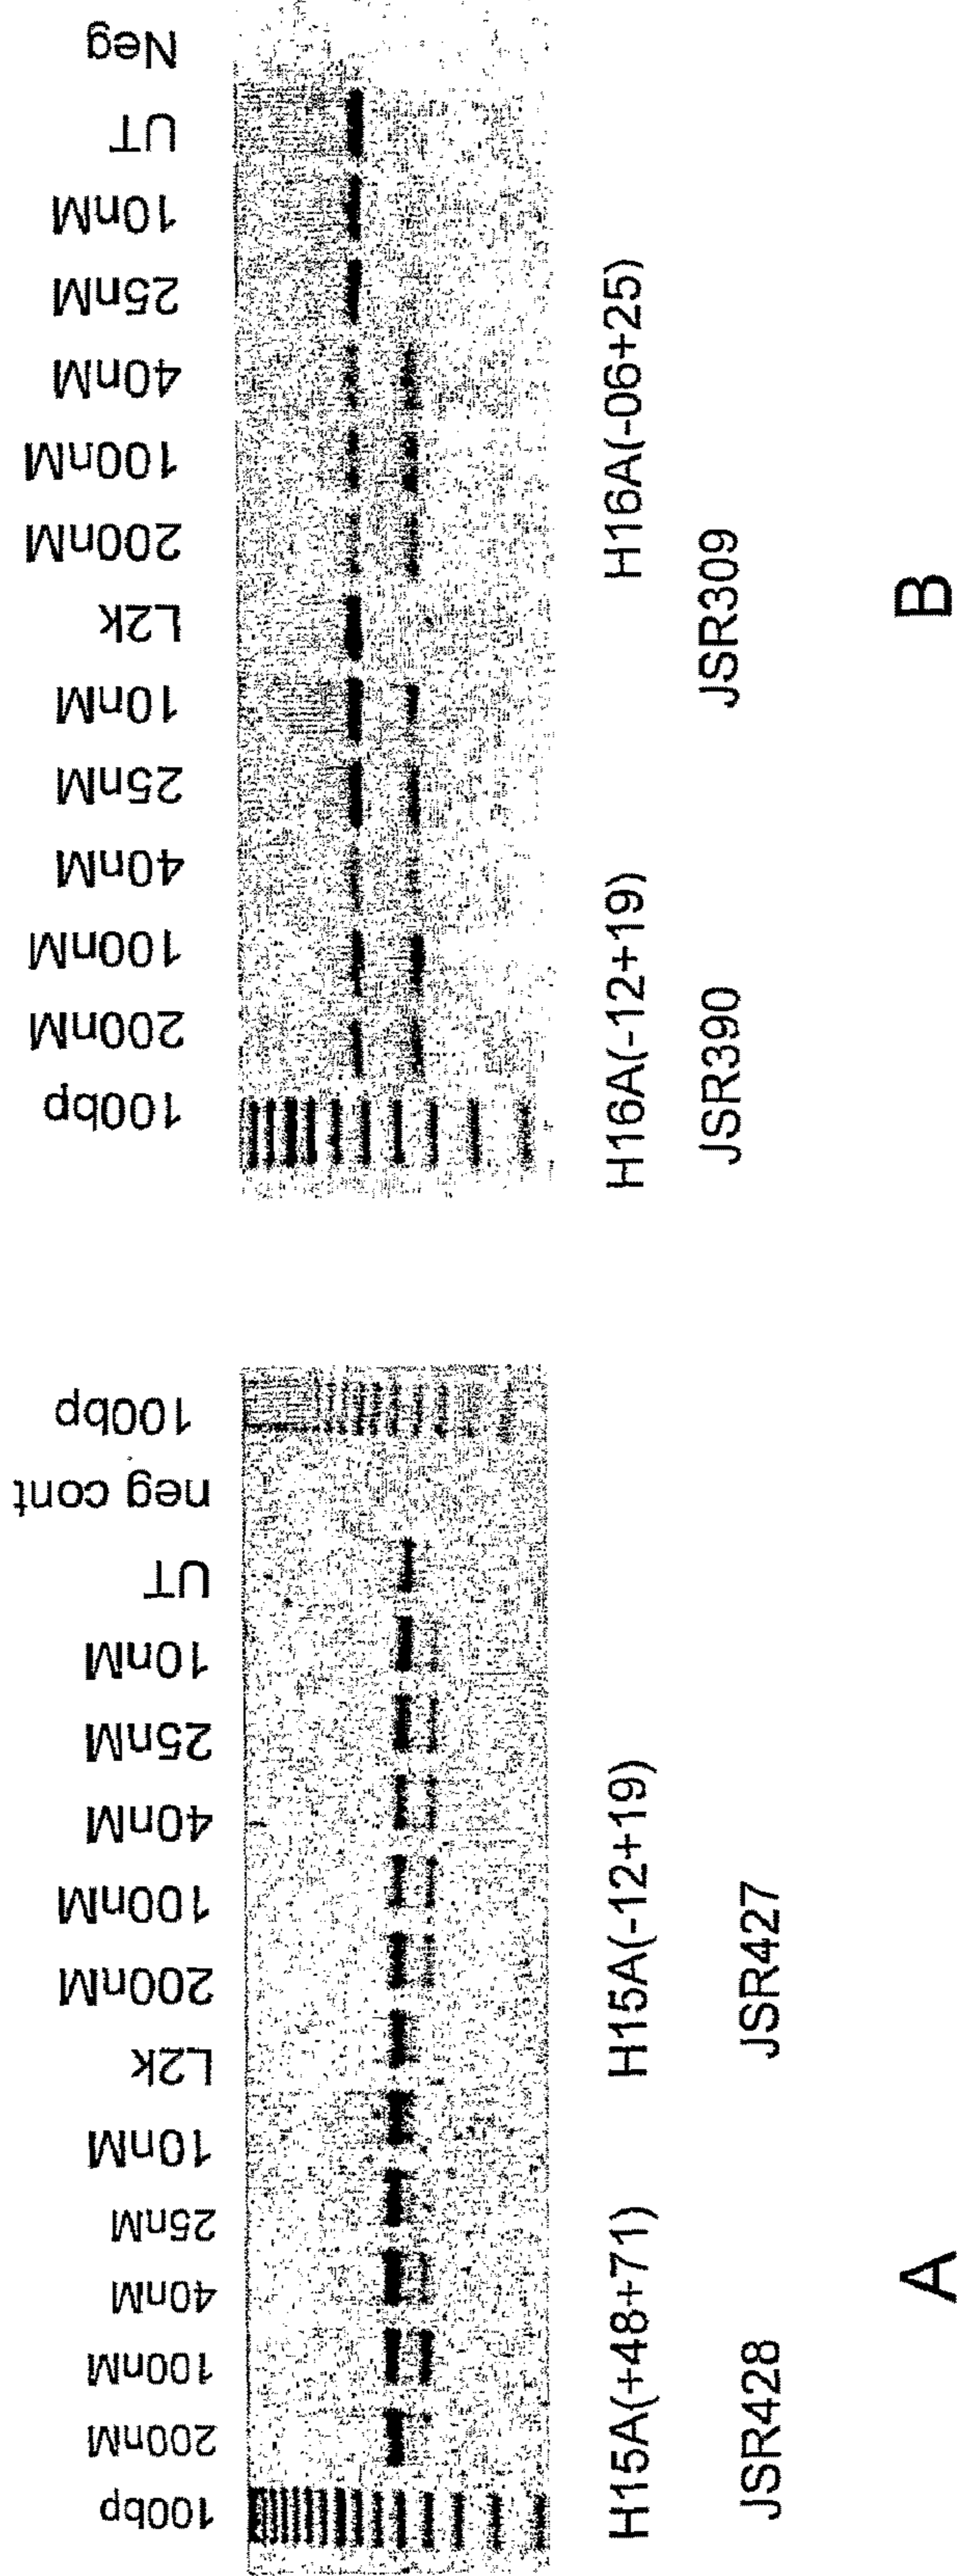 100bp
200nM
100nM
40nM
25nM
10nM
L2k
200nM
100nM
40nM
25nM
10nM
UT
neg cont
100bp
H15A(+48+71)
H15A(-12+19)
JSR428
JSR427
A
100bp
200nM
100nM
40nM
25nM
10nM
L2k
200nM
100nM
40nM
25nM
10nM
UT
Neg
H16A(-12+19)
H16A(-06+25)
JSR390
JSR309
B